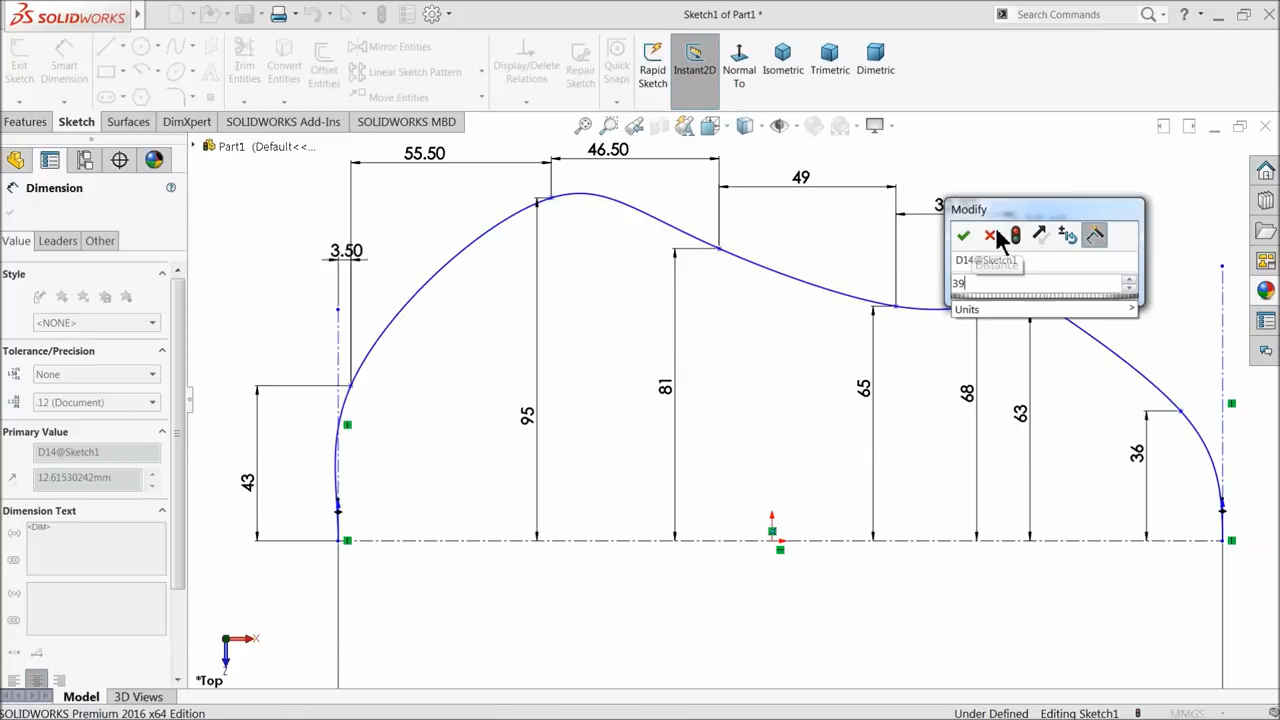 SOLIDWORKS
Sketch1 of Part1 *
Search Commands
?
Exit Sketch
Smart Dimension
Trim Entities
Convert Entities
Offset Entities
Mirror Entities
Linear Sketch Pattern
Move Entities
Display/Delete Relations
Repair Sketch
Quick Snaps
Rapid Sketch
Instant2D
Normal To
Isometric
Trimetric
Dimetric
Features
Sketch
Surfaces
DimXpert
SOLIDWORKS Add-Ins
SOLIDWORKS MBD
Part1 (Default<<...
Dimension
Value
Leaders
Other
Style
<NONE>
Tolerance/Precision
None
.12 (Document)
Primary Value
D14@Sketch1
12.61530242mm
Dimension Text
<DIM>
55.50
46.50
49
3.50
43
95
81
65
68
63
36
Modify
D14@Sketch1
Distance
39
Units
X
Z
*Top
Model
3D Views
SOLIDWORKS Premium 2016 x64 Edition
Under Defined
Editing Sketch1
MMGS